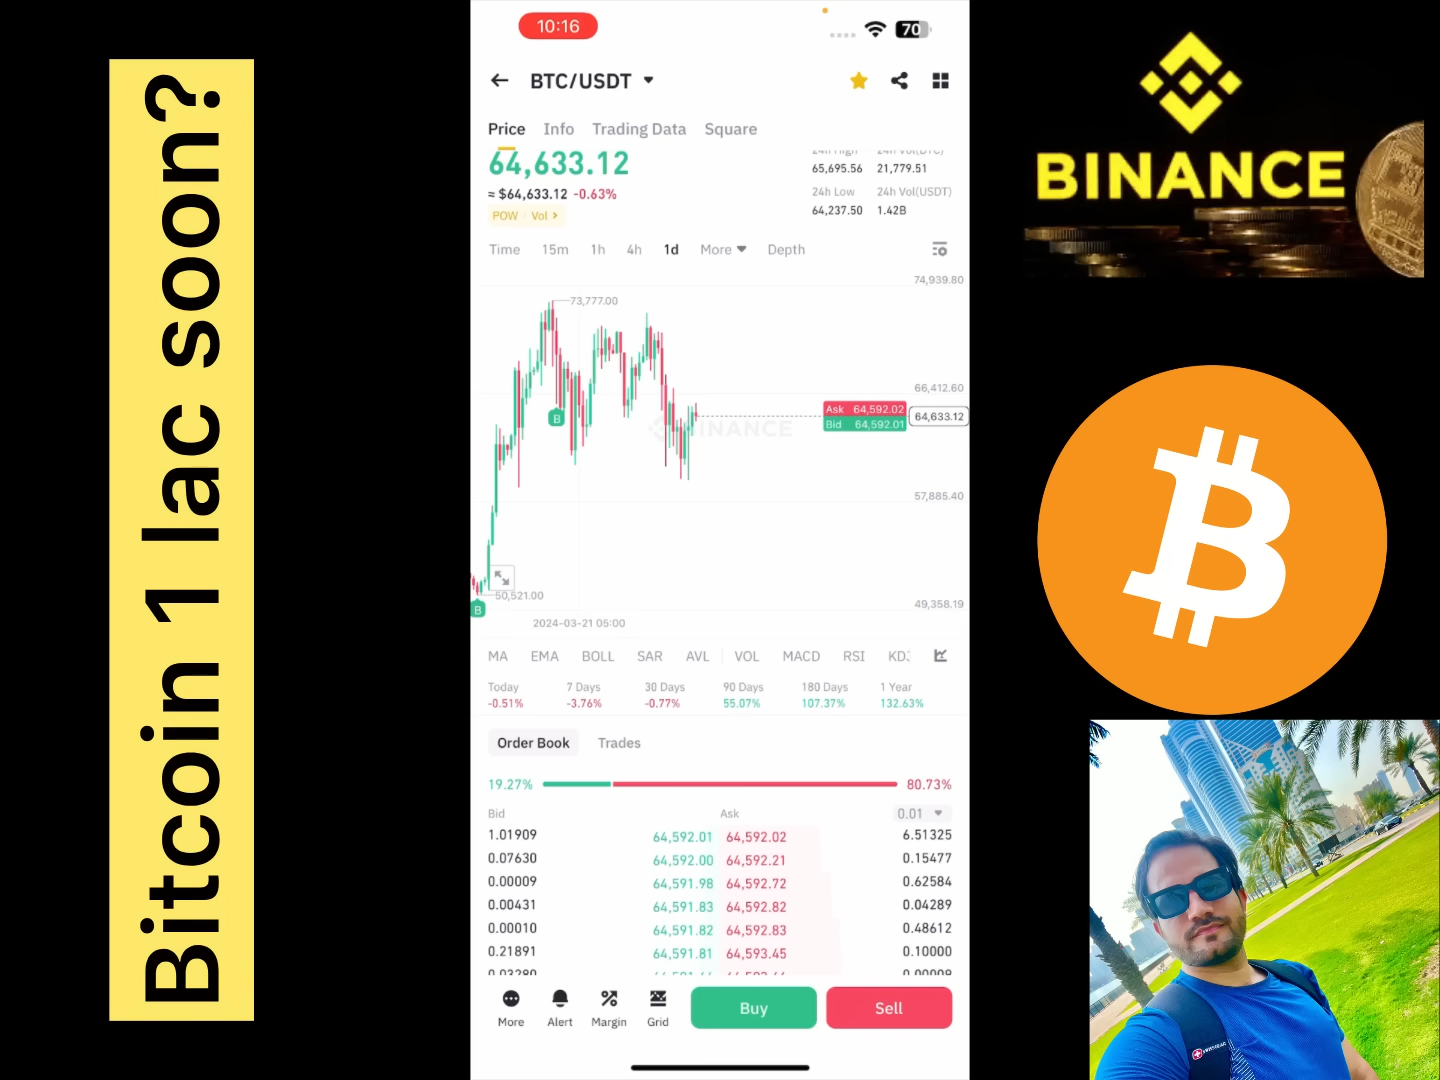 Bitcoin 1 lac soon?
10:16
70
BTC/USDT
Price Info Trading Data Square
64,633.12
≈ $64,633.12 -0.63%
POW Vol >
24h High 24h Vol(BTC)
65,695.56 21,779.51
24h Low 24h Vol(USDT)
64,237.50 1.42B
Time 15m 1h 4h 1d More Depth
74,939.80
73,777.00
66,412.60
Ask 64,592.02
Bid 64,592.01
64,633.12
BINANCE
57,885.40
B
B
50,521.00
49,358.19
2024-03-21 05:00
MA EMA BOLL SAR AVL VOL MACD RSI KDJ
Today 7 Days 30 Days 90 Days 180 Days 1 Year
-0.51% -3.76% -0.77% 55.07% 107.37% 132.63%
Order Book Trades
19.27% 80.73%
Bid Ask 0.01
1.01909 64,592.01 64,592.02 6.51325
0.07630 64,592.00 64,592.21 0.15477
0.00009 64,591.98 64,592.72 0.62584
0.00431 64,591.83 64,592.82 0.04289
0.00010 64,591.82 64,592.83 0.48612
0.21891 64,591.81 64,593.45 0.10000
More Alert Margin Grid Buy Sell
BINANCE